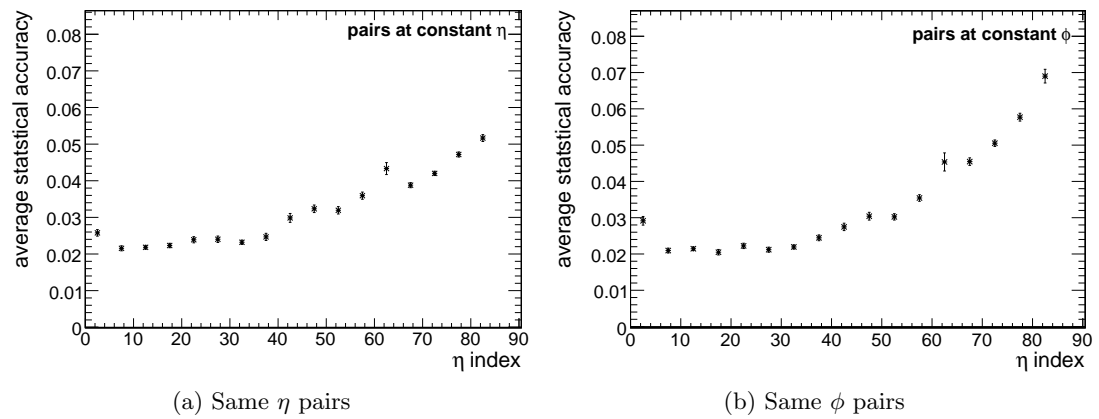 average statstical accuracy
0.08
0.07
0.06
0.05
0.04
0.03
0.02
0.01
0
pairs at constant η
0 10 20 30 40 50 60 70 80 90
η index
(a) Same η pairs
average statstical accuracy
0.08
0.07
0.06
0.05
0.04
0.03
0.02
0.01
0
pairs at constant ϕ
0 10 20 30 40 50 60 70 80 90
η index
(b) Same ϕ pairs